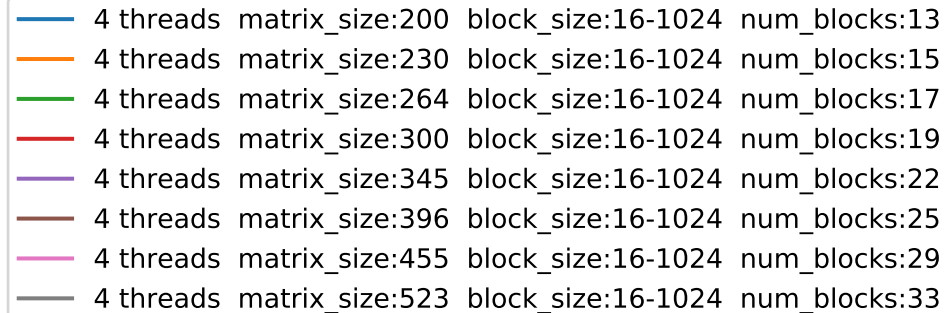 4 threads  matrix_size:200  block_size:16-1024  num_blocks:13
4 threads  matrix_size:230  block_size:16-1024  num_blocks:15
4 threads  matrix_size:264  block_size:16-1024  num_blocks:17
4 threads  matrix_size:300  block_size:16-1024  num_blocks:19
4 threads  matrix_size:345  block_size:16-1024  num_blocks:22
4 threads  matrix_size:396  block_size:16-1024  num_blocks:25
4 threads  matrix_size:455  block_size:16-1024  num_blocks:29
4 threads  matrix_size:523  block_size:16-1024  num_blocks:33